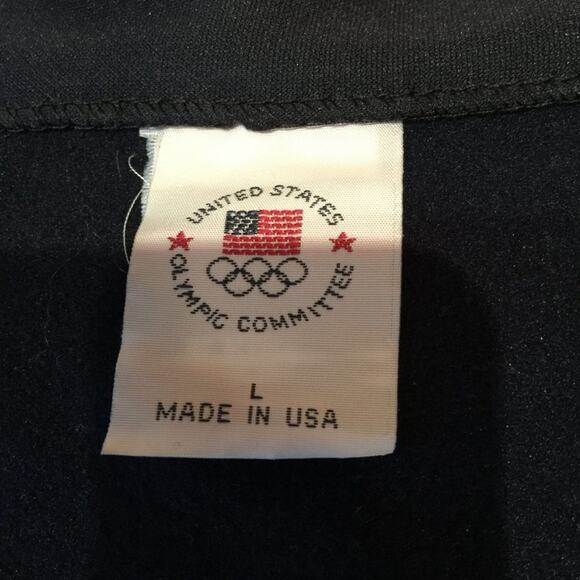 UNITED STATES
OLYMPIC COMMITTEE
L
MADE IN USA